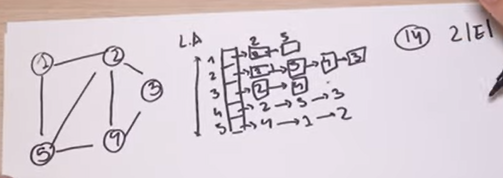 L.A
1 2
3
5 4
1 → 2 → 5
2 → 1 → 5 → 4 → 3
3 → 2 → 4
4 → 2 → 5 → 3
5 → 4 → 1 → 2
14 2|E|